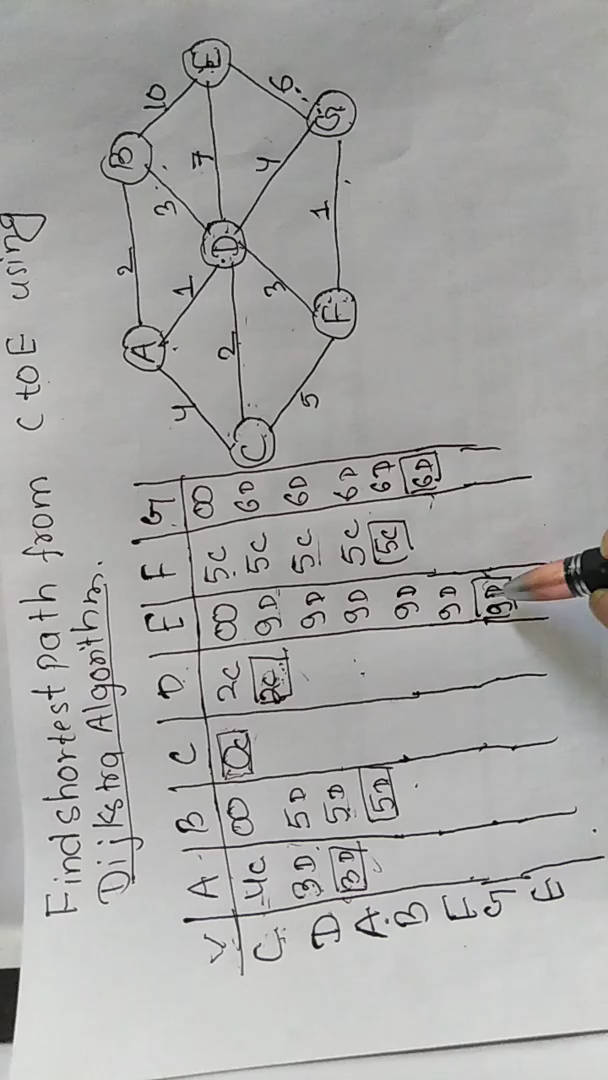 Find shortest path from C to E using
Dijkstra Algorithm.
V | A | B | C | D | E | F | G
C 4C ∞ 0C 2C ∞ 5C ∞
D 3D 5D 2C 9D 5C 6D
A 3D 5D 9D 5C 6D
B 5D 9D 5C 6D
F 9D 5C 6D
G 9D 6D
E 9D
A
B
C
D
E
F
G
4
2
1
3
10
7
6
4
2
3
5
1